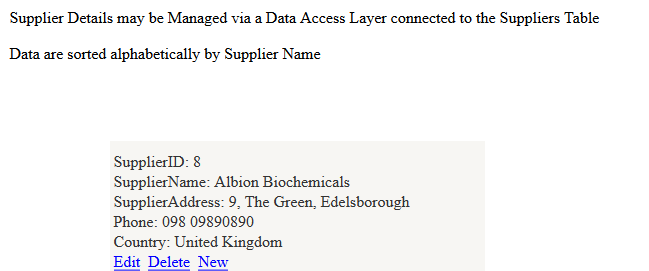 Supplier Details may be Managed via a Data Access Layer connected to the Suppliers Table
Data are sorted alphabetically by Supplier Name
SupplierID: 8
SupplierName: Albion Biochemicals
SupplierAddress: 9, The Green, Edelsborough
Phone: 098 09890890
Country: United Kingdom
Edit Delete New